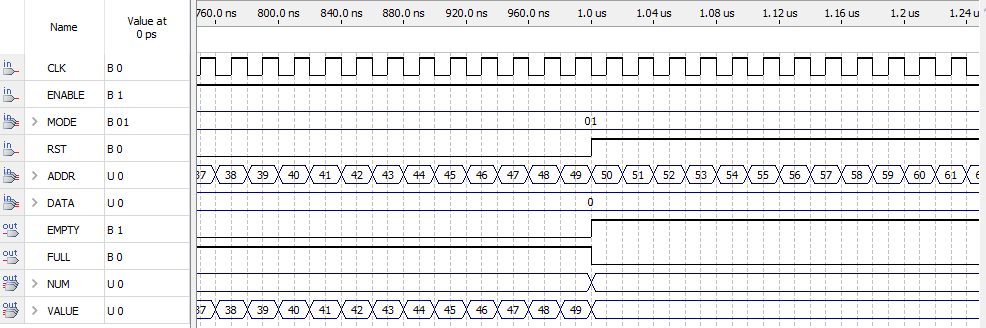 Name
Value at
0 ps
760.0 ns 800.0 ns 840.0 ns 880.0 ns 920.0 ns 960.0 ns 1.0 us 1.04 us 1.08 us 1.12 us 1.16 us 1.2 us 1.24 us
in CLK B 0
in ENABLE B 1
in > MODE B 01 01
in RST B 0
in > ADDR U 0 37 38 39 40 41 42 43 44 45 46 47 48 49 50 51 52 53 54 55 56 57 58 59 60 61
in > DATA U 0 0
out EMPTY B 1
out FULL B 0
out > NUM U 0
out > VALUE U 0 37 38 39 40 41 42 43 44 45 46 47 48 49